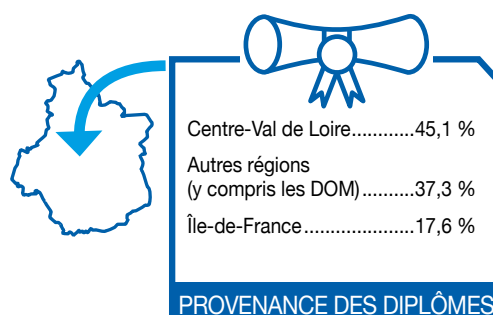 Centre-Val de Loire............45,1 %
Autres régions
(y compris les DOM)..........37,3 %
Île-de-France.....................17,6 %
PROVENANCE DES DIPLÔMES